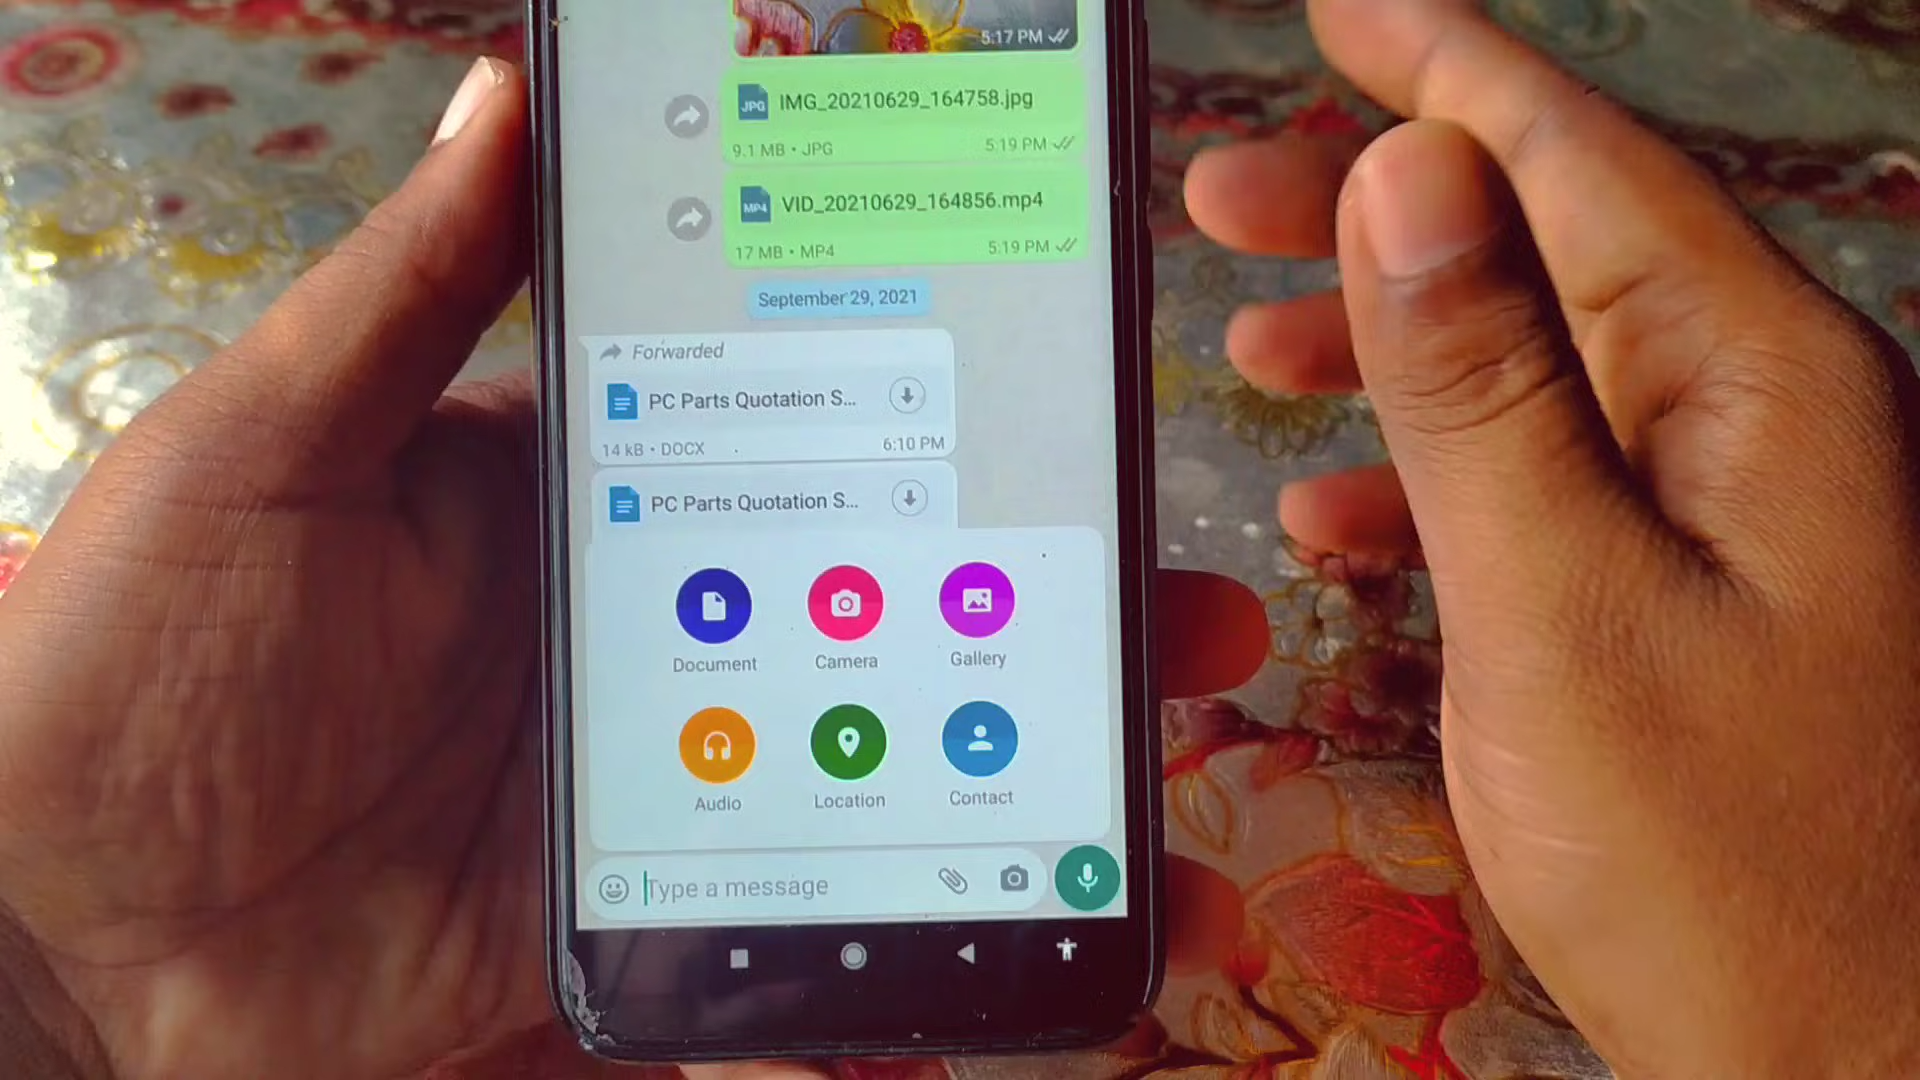 5:17 PM
JPG
IMG_20210629_164758.jpg
9.1 MB • JPG
5:19 PM
MP4
VID_20210629_164856.mp4
17 MB • MP4
5:19 PM
September 29, 2021
Forwarded
PC Parts Quotation S...
14 kB • DOCX
6:10 PM
PC Parts Quotation S...
Document
Camera
Gallery
Audio
Location
Contact
Type a message